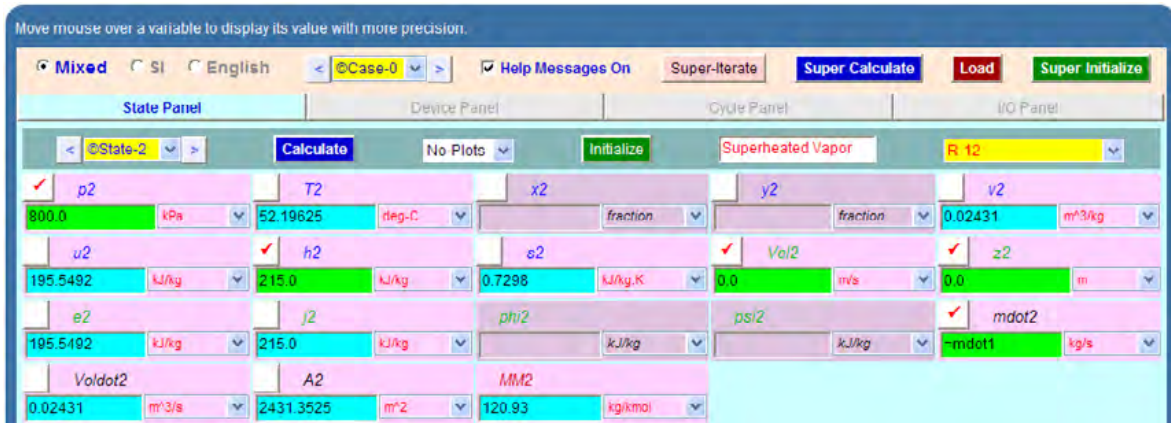 Move mouse over a variable to display its value with more precision.
Mixed SI English < ©Case-0 > Help Messages On Super-Iterate Super Calculate Load Super Initialize
State Panel Device Panel Cycle Panel I/O Panel
< ©State-2 > Calculate No Plots Initialize Superheated Vapor R-12
p2 T2 x2 y2 v2
800.0 kPa 52.19625 deg-C fraction fraction 0.02431 m^3/kg
u2 h2 s2 Vel2 z2
195.5492 kJ/kg 215.0 kJ/kg 0.7298 kJ/kg.K 0.0 m/s 0.0 m
e2 j2 phi2 psi2 mdot2
195.5492 kJ/kg 215.0 kJ/kg kJ/kg kJ/kg ~mdot1 kg/s
Voldot2 A2 MM2
0.02431 m^3/s 2431.3525 m^2 120.93 kg/kmol